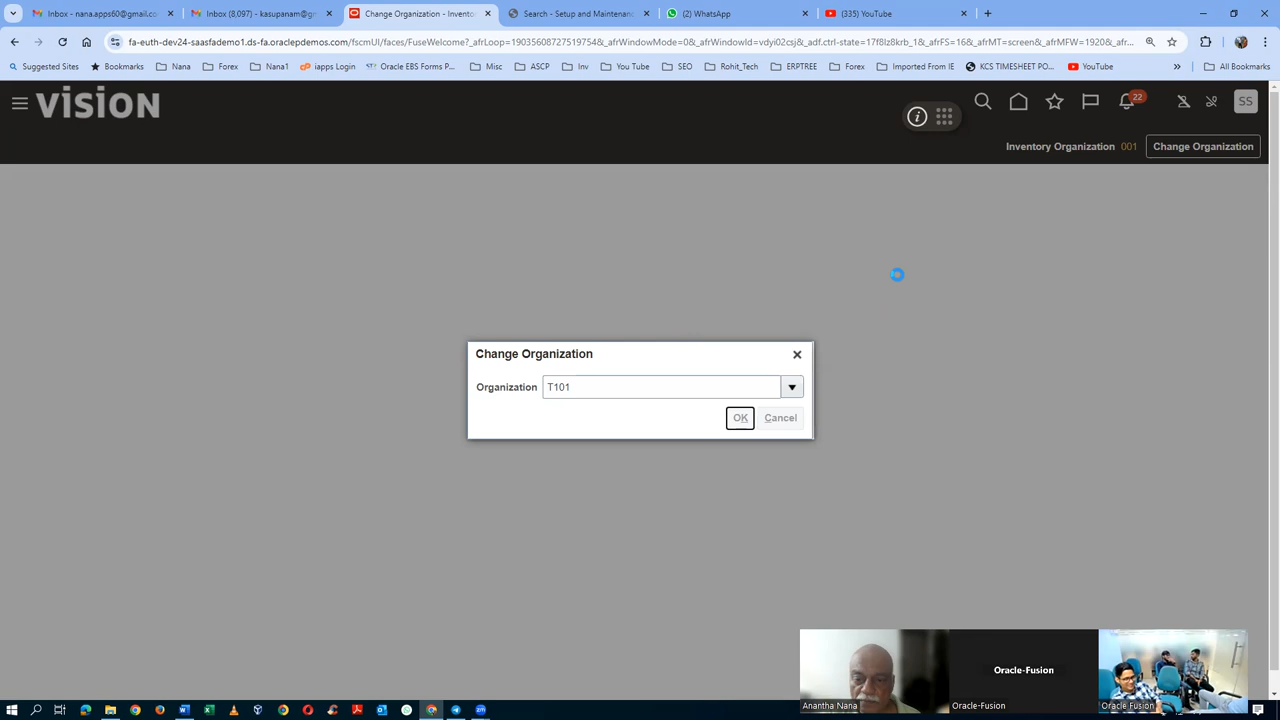 Inbox - nana.apps60@gmail.com
Inbox (8,097) - kasupanam@gm
Change Organization - Invento
Search - Setup and Maintenanc
(2) WhatsApp
(335) YouTube
fa-euth-dev24-saasfademo1.ds-fa.oraclepdemos.com/fscmUI/faces/FuseWelcome?_afrLoop=190356087275197​54&_afrWindowMode=0&_afrWindowId=vdyi02csj&_adf.ctrl-state=17f8lz8krb_1&_afrFS=16&_afrMT=screen&_afrMFW=1920&_afr...
Suggested Sites
Bookmarks
Nana
Forex
Nana1
iapps Login
Oracle EBS Forms P...
Misc
ASCP
Inv
You Tube
SEO
Rohit_Tech
ERPTREE
Forex
Imported From IE
KCS TIMESHEET PO...
YouTube
All Bookmarks
vision
22
SS
Inventory Organization 001
Change Organization
Change Organization
Organization T101
OK
Cancel
Oracle-Fusion
Anantha Nana
Oracle-Fusion
Oracle Fusion